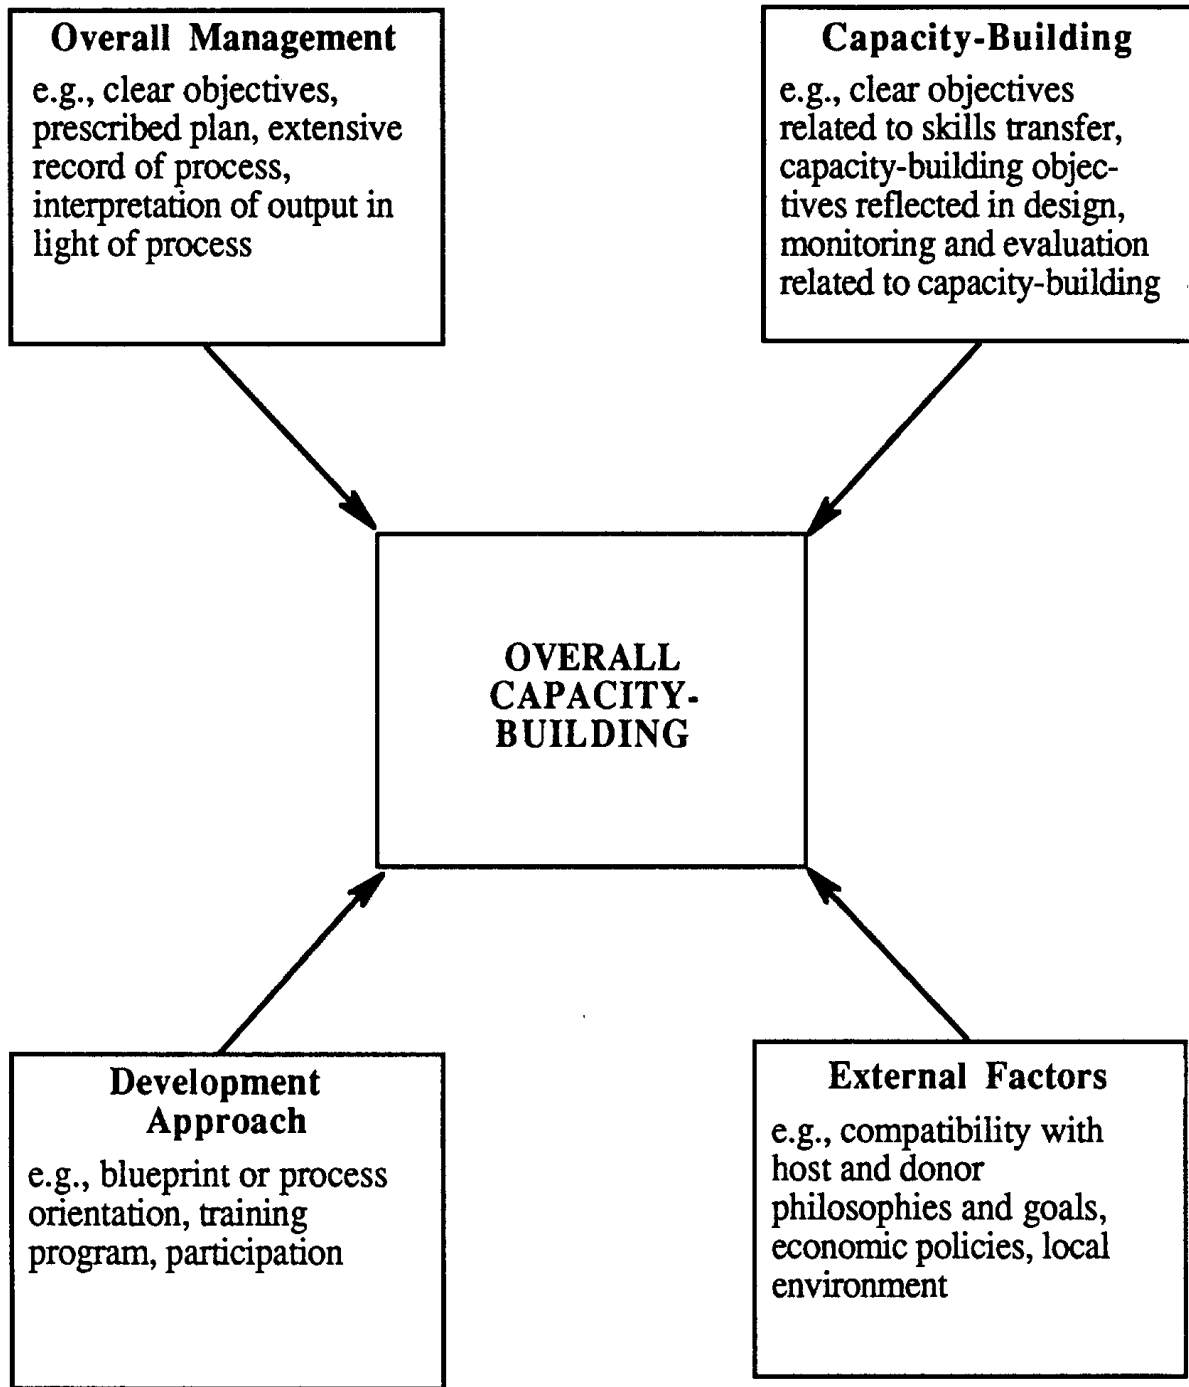 Overall Management
e.g., clear objectives,
prescribed plan, extensive
record of process,
interpretation of output in
light of process
Capacity-Building
e.g., clear objectives
related to skills transfer,
capacity-building objec-
tives reflected in design,
monitoring and evaluation
related to capacity-building
OVERALL
CAPACITY-
BUILDING
Development
Approach
e.g., blueprint or process
orientation, training
program, participation
External Factors
e.g., compatibility with
host and donor
philosophies and goals,
economic policies, local
environment